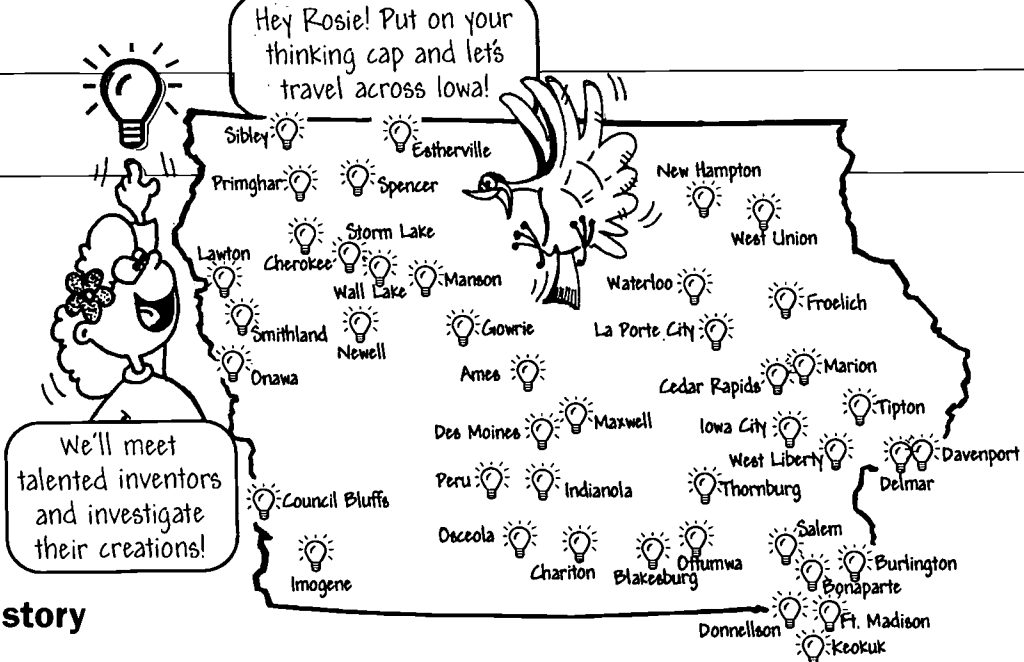 Hey Rosie! Put on your
thinking cap and let's
travel across Iowa!
Sibley
Estherville
Primghar
Spencer
New Hampton
West Union
Storm Lake
Cherokee
Lawton
Wall Lake
Manson
Waterloo
Froelich
Smithland
Newell
Gowrie
La Porte City
Onawa
Ames
Cedar Rapids
Marion
Tipton
Des Moines
Maxwell
Iowa City
West Liberty
Davenport
Delmar
We'll meet
talented inventors
and investigate
their creations!
Council Bluffs
Peru
Indianola
Thornburg
Osceola
Chariton
Blakesburg
Ottumwa
Salem
Burlington
Bonaparte
Imogene
Donnellson
Ft. Madison
Keokuk
story